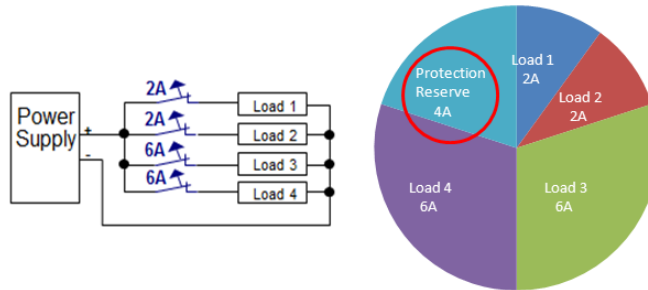 Power
Supply
+
-
2A
Load 1
2A
Load 2
6A
Load 3
6A
Load 4
Protection
Reserve
4A
Load 1
2A
Load 2
2A
Load 4
6A
Load 3
6A